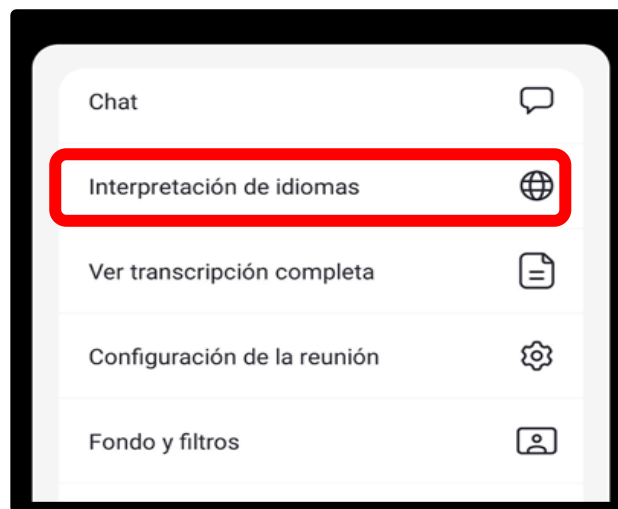 Chat
Interpretación de idiomas
Ver transcripción completa
Configuración de la reunión
Fondo y filtros